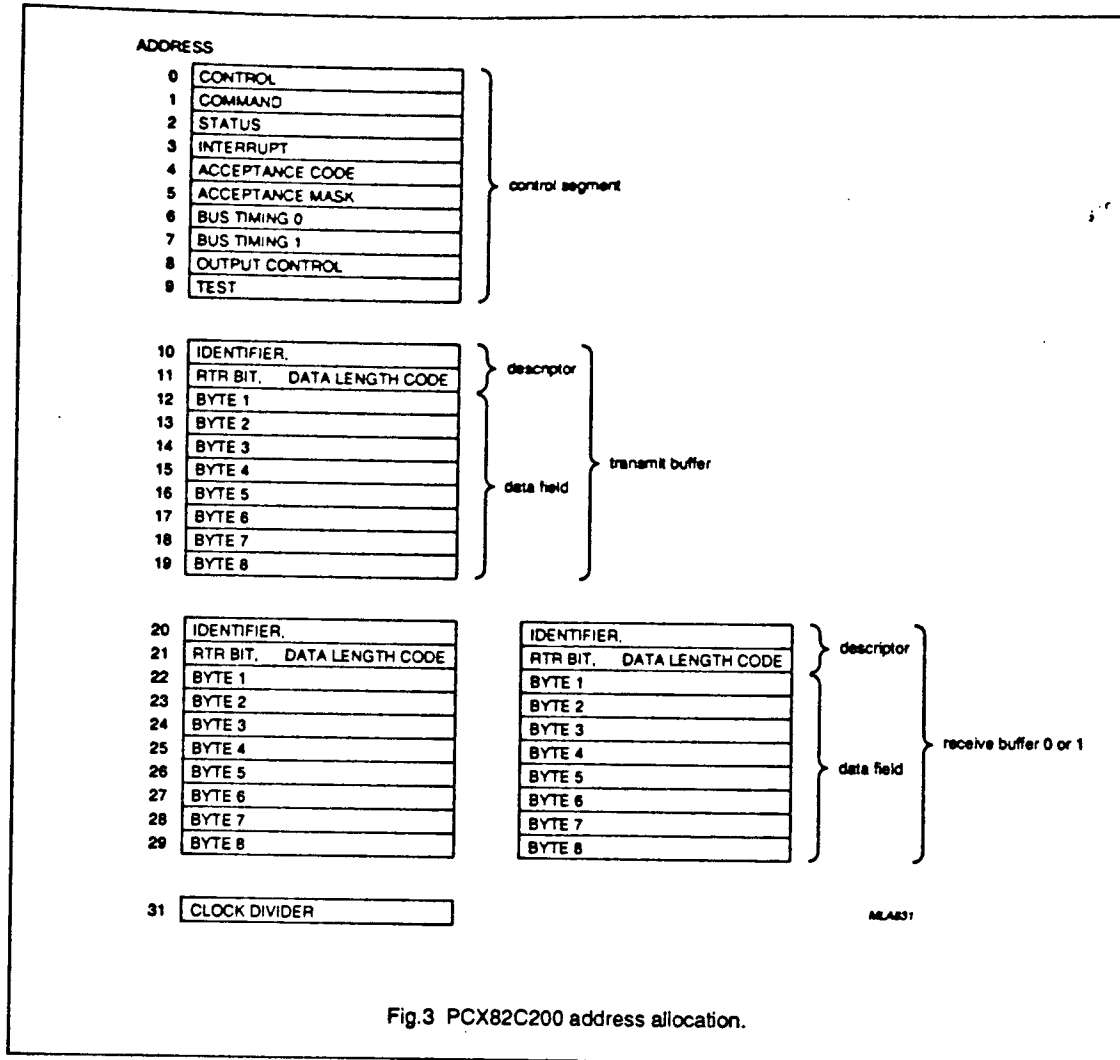 ADDRESS
0 CONTROL
1 COMMAND
2 STATUS
3 INTERRUPT
4 ACCEPTANCE CODE
5 ACCEPTANCE MASK
6 BUS TIMING 0
7 BUS TIMING 1
8 OUTPUT CONTROL
9 TEST
control segment
10 IDENTIFIER,
11 RTR BIT, DATA LENGTH CODE
12 BYTE 1
13 BYTE 2
14 BYTE 3
15 BYTE 4
16 BYTE 5
17 BYTE 6
18 BYTE 7
19 BYTE 8
descriptor
data field
transmit buffer
20 IDENTIFIER,
21 RTR BIT, DATA LENGTH CODE
22 BYTE 1
23 BYTE 2
24 BYTE 3
25 BYTE 4
26 BYTE 5
27 BYTE 6
28 BYTE 7
29 BYTE 8
IDENTIFIER,
RTR BIT, DATA LENGTH CODE
BYTE 1
BYTE 2
BYTE 3
BYTE 4
BYTE 5
BYTE 6
BYTE 7
BYTE 8
descriptor
data field
receive buffer 0 or 1
31 CLOCK DIVIDER
MLA831
Fig.3 PCX82C200 address allocation.